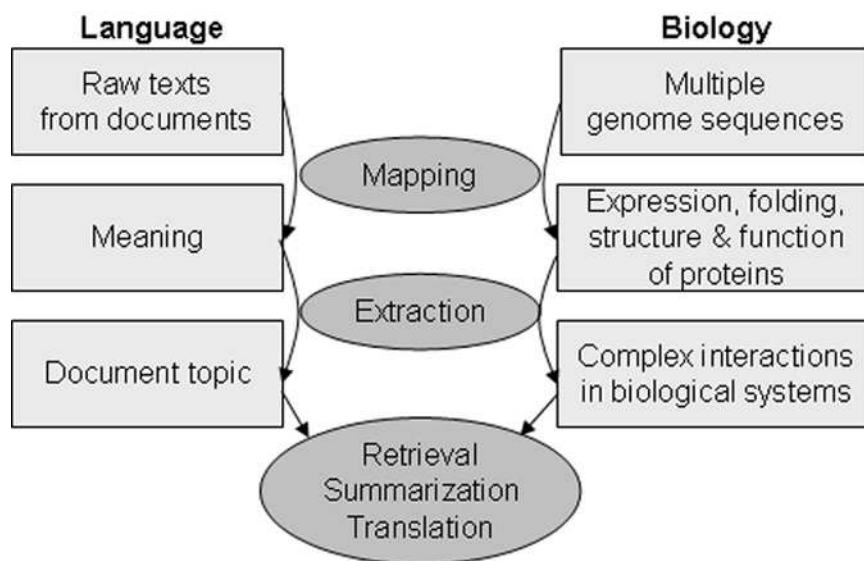 Language
Biology
Raw texts
from documents
Multiple
genome sequences
Mapping
Meaning
Expression, folding,
structure & function
of proteins
Extraction
Document topic
Complex interactions
in biological systems
Retrieval
Summarization
Translation